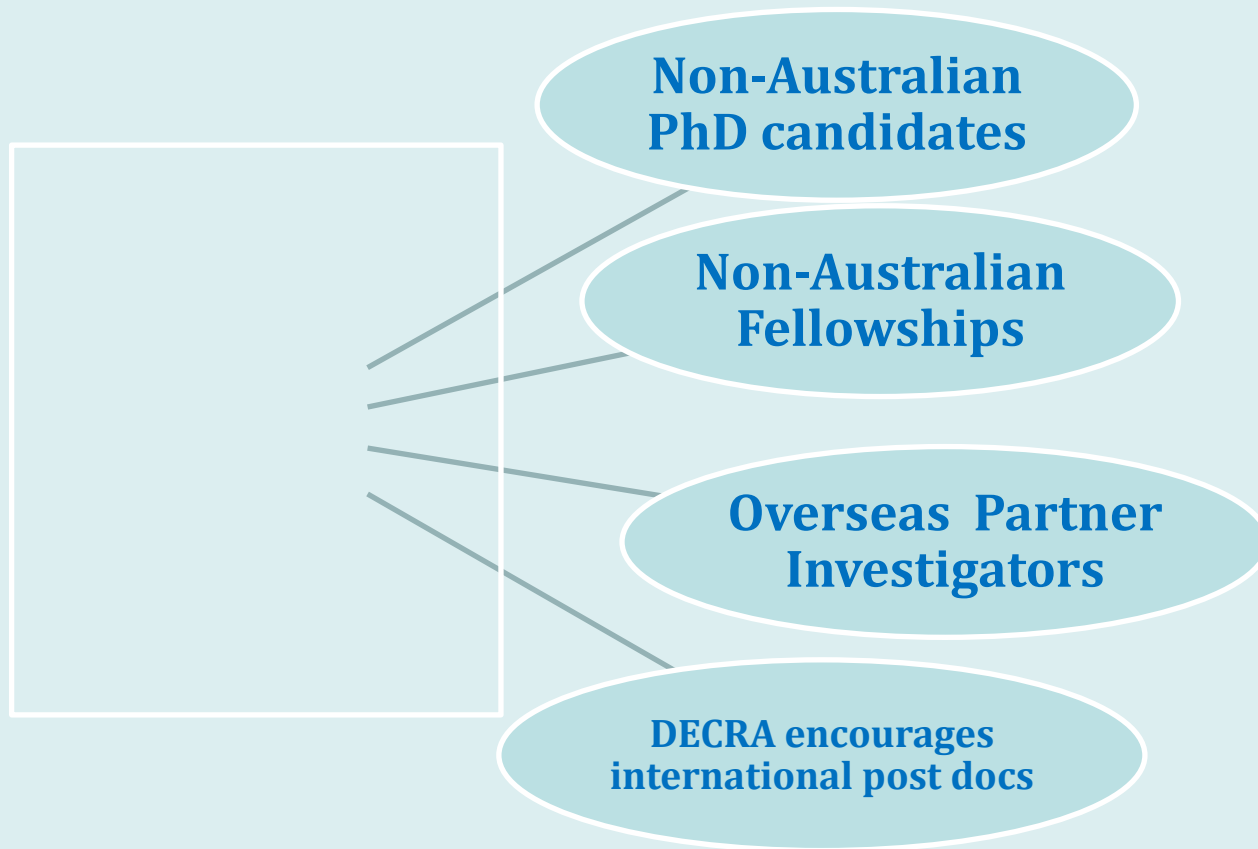 Non-Australian
PhD candidates
Non-Australian
Fellowships
Overseas  Partner
Investigators
DECRA encourages
international post docs